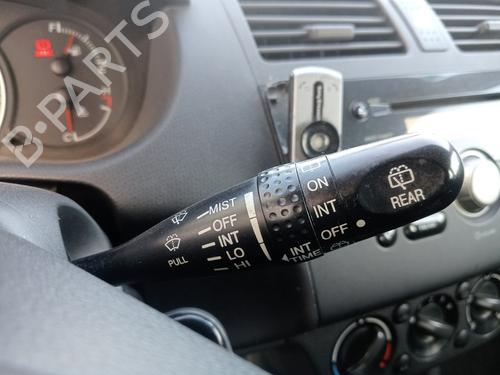 B-PARTS
F
C
MIST
OFF
INT
LO
HI
PULL
INT
TIME
ON
INT
OFF
REAR